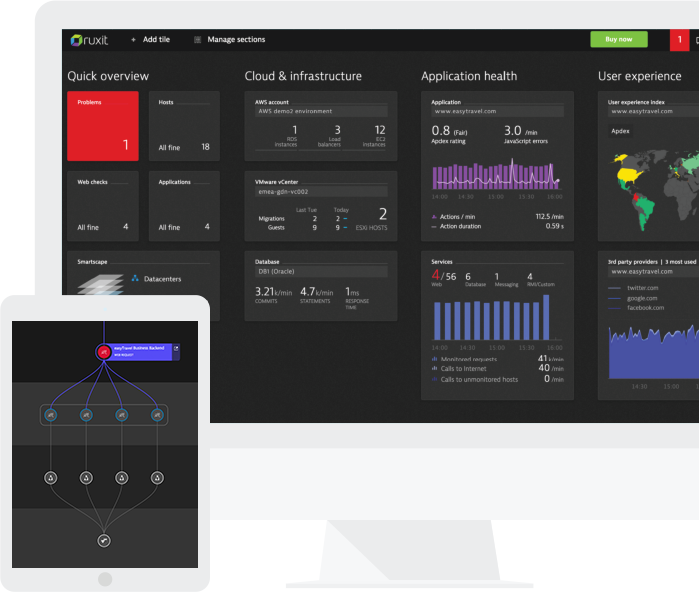 ruxit
+ Add tile
Manage sections
Buy now
1
Quick overview
Cloud & infrastructure
Application health
User experience
Problems
1
Hosts
All fine 18
Web checks
All fine 4
Applications
All fine 4
Smartscape
Datacenters
AWS account
AWS demo2 environment
1 3 12
RDS instances
Load balancers
EC2 instances
VMware vCenter
emea-gdn-vc002
Last Tue Today
Migrations 2 2 –
Guests 9 9 –
2
ESXi HOSTS
Database
DB1 (Oracle)
3.21k/min 4.7k/min 1ms
COMMITS STATEMENTS RESPONSE TIME
Application
www.easytravel.com
0.8 (Fair) 3.0 /min
Apdex rating JavaScript errors
14:00 14:30 15:00 15:30 16:00
Actions / min 112.5 / min
Action duration 0.59 s
Services
4/56 6 1 4
Web Database Messaging RMI/Custom
14:00 14:30 15:00 15:30 16:00
Monitored requests 41 k/min
Calls to Internet 40 /min
Calls to unmonitored hosts 0 /min
User experience index
www.easytravel.com
Apdex
3rd party providers | 3 most used
www.easytravel.com
twitter.com
google.com
facebook.com
14:30 15:00
easyTravel Business Backend